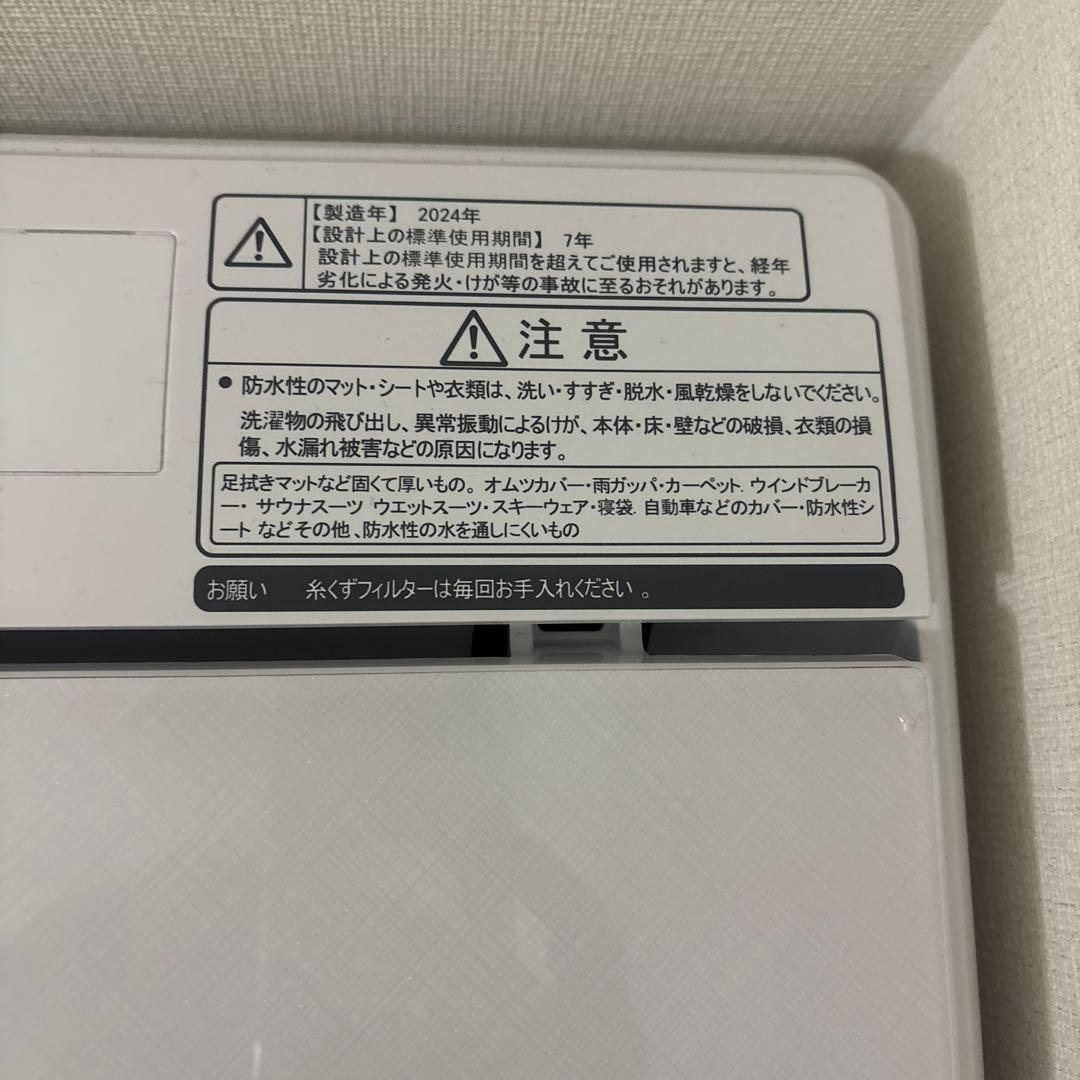 【製造年】 2024年
【設計上の標準使用期間】 7年
設計上の標準使用期間を超えてご使用されますと、経年
劣化による発火・けが等の事故に至るおそれがあります。
注意
● 防水性のマット・シートや衣類は、洗い・すすぎ・脱水・風乾燥をしないでください。
洗濯物の飛び出し、異常振動によるけが、本体・床・壁などの破損、衣類の損
傷、水漏れ被害などの原因になります。
足拭きマットなど固くて厚いもの。オムツカバー・雨ガッパ・カーペット. ウインドブレーカ
ー・ サウナスーツ ウエットスーツ・スキーウェア・寝袋. 自動車などのカバー・防水性シ
ート などその他、防水性の水を通しにくいもの
お願い 糸くずフィルターは毎回お手入れください 。